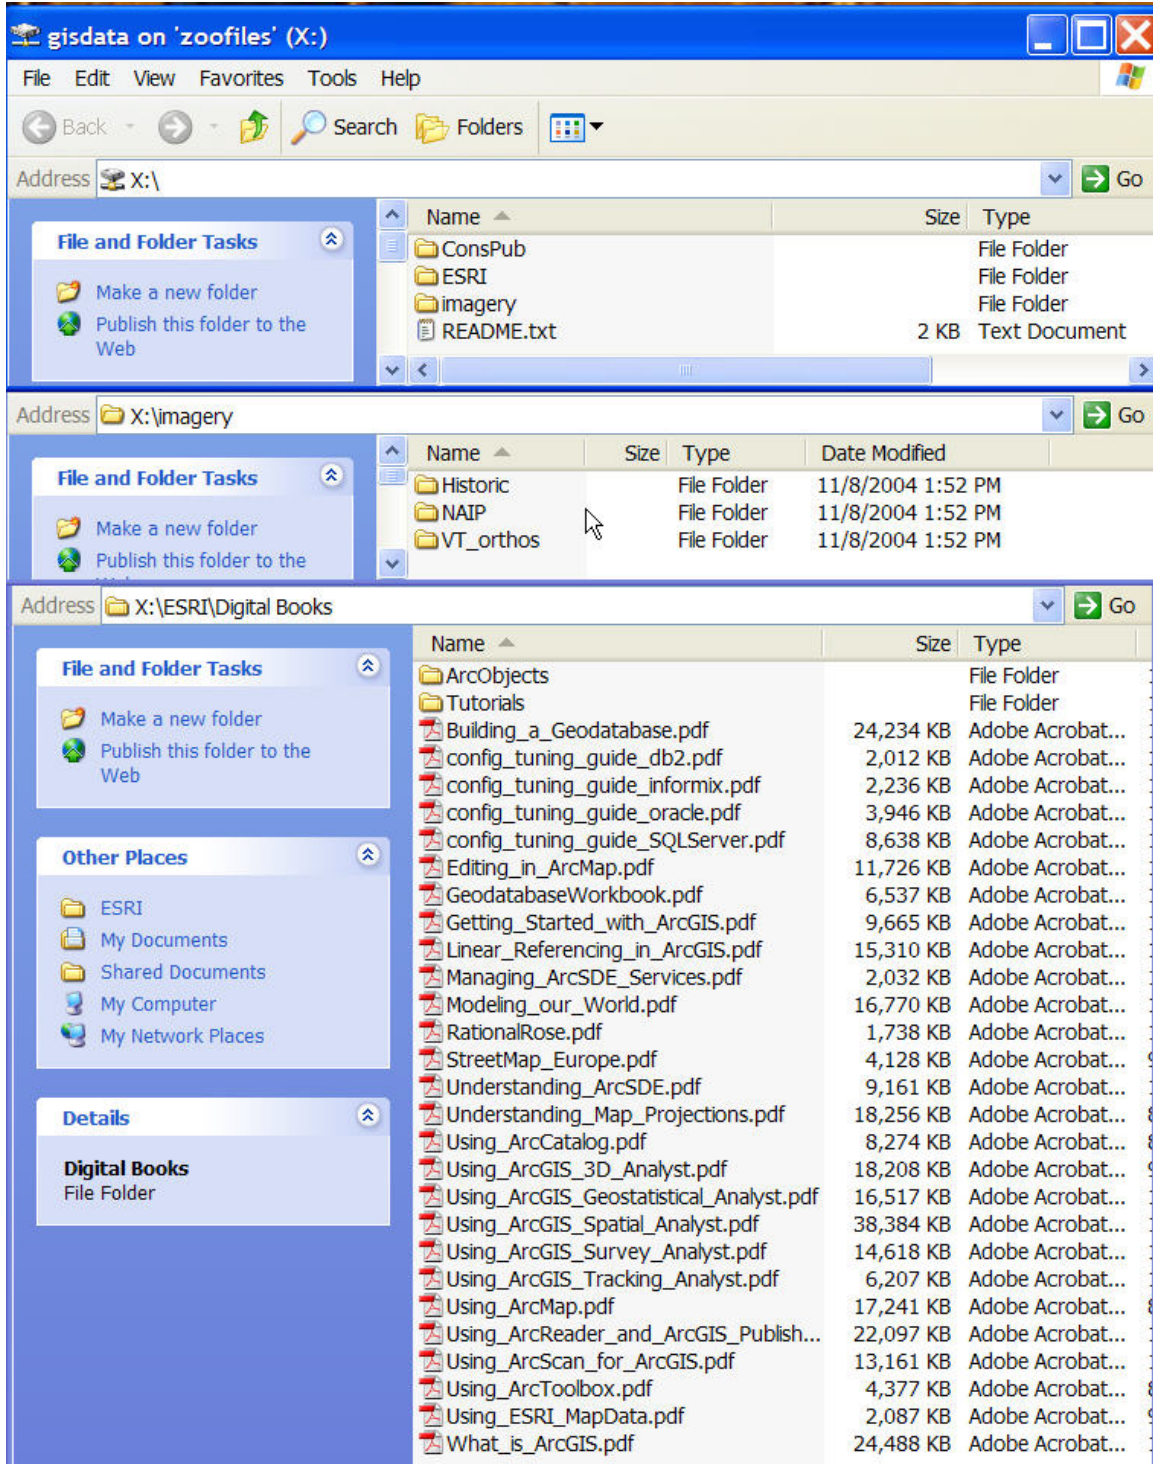 gisdata on 'zoofiles' (X:)
File Edit View Favorites Tools Help
Back Search Folders
Address X:\ Go
File and Folder Tasks
Make a new folder
Publish this folder to the
Web
Name Size Type
ConsPub File Folder
ESRI File Folder
imagery File Folder
README.txt 2 KB Text Document
Address X:\imagery Go
File and Folder Tasks
Make a new folder
Publish this folder to the
Name Size Type Date Modified
Historic File Folder 11/8/2004 1:52 PM
NAIP File Folder 11/8/2004 1:52 PM
VT_orthos File Folder 11/8/2004 1:52 PM
Address X:\ESRI\Digital Books Go
File and Folder Tasks
Make a new folder
Publish this folder to the
Web
Other Places
ESRI
My Documents
Shared Documents
My Computer
My Network Places
Details
Digital Books
File Folder
Name Size Type
ArcObjects File Folder
Tutorials File Folder
Building_a_Geodatabase.pdf 24,234 KB Adobe Acrobat...
config_tuning_guide_db2.pdf 2,012 KB Adobe Acrobat...
config_tuning_guide_informix.pdf 2,236 KB Adobe Acrobat...
config_tuning_guide_oracle.pdf 3,946 KB Adobe Acrobat...
config_tuning_guide_SQLServer.pdf 8,638 KB Adobe Acrobat...
Editing_in_ArcMap.pdf 11,726 KB Adobe Acrobat...
GeodatabaseWorkbook.pdf 6,537 KB Adobe Acrobat...
Getting_Started_with_ArcGIS.pdf 9,665 KB Adobe Acrobat...
Linear_Referencing_in_ArcGIS.pdf 15,310 KB Adobe Acrobat...
Managing_ArcSDE_Services.pdf 2,032 KB Adobe Acrobat...
Modeling_our_World.pdf 16,770 KB Adobe Acrobat...
RationalRose.pdf 1,738 KB Adobe Acrobat...
StreetMap_Europe.pdf 4,128 KB Adobe Acrobat...
Understanding_ArcSDE.pdf 9,161 KB Adobe Acrobat...
Understanding_Map_Projections.pdf 18,256 KB Adobe Acrobat...
Using_ArcCatalog.pdf 8,274 KB Adobe Acrobat...
Using_ArcGIS_3D_Analyst.pdf 18,208 KB Adobe Acrobat...
Using_ArcGIS_Geostatistical_Analyst.pdf 16,517 KB Adobe Acrobat...
Using_ArcGIS_Spatial_Analyst.pdf 38,384 KB Adobe Acrobat...
Using_ArcGIS_Survey_Analyst.pdf 14,618 KB Adobe Acrobat...
Using_ArcGIS_Tracking_Analyst.pdf 6,207 KB Adobe Acrobat...
Using_ArcMap.pdf 17,241 KB Adobe Acrobat...
Using_ArcReader_and_ArcGIS_Publish... 22,097 KB Adobe Acrobat...
Using_ArcScan_for_ArcGIS.pdf 13,161 KB Adobe Acrobat...
Using_ArcToolbox.pdf 4,377 KB Adobe Acrobat...
Using_ESRI_MapData.pdf 2,087 KB Adobe Acrobat...
What_is_ArcGIS.pdf 24,488 KB Adobe Acrobat...